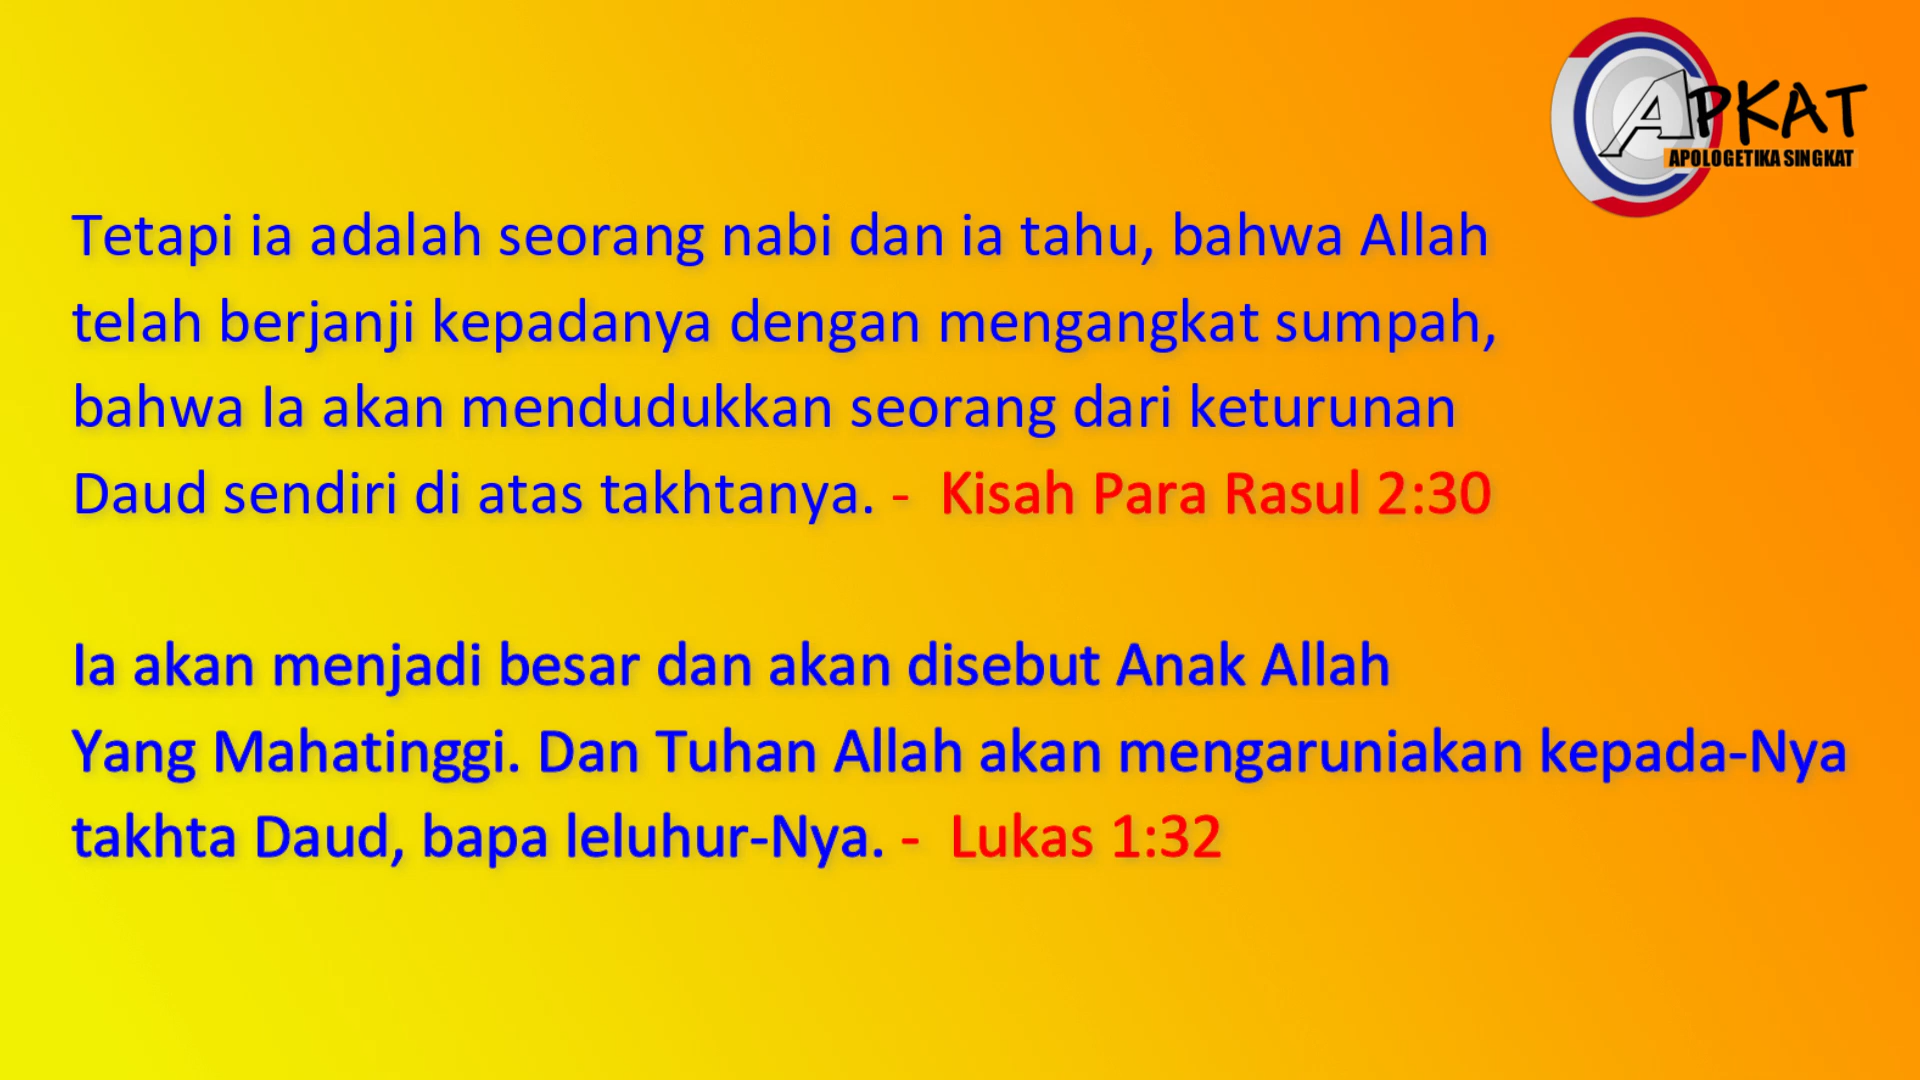 APKAT
APOLOGETIKA SINGKAT
Tetapi ia adalah seorang nabi dan ia tahu, bahwa Allah
telah berjanji kepadanya dengan mengangkat sumpah,
bahwa Ia akan mendudukkan seorang dari keturunan
Daud sendiri di atas takhtanya. - Kisah Para Rasul 2:30
Ia akan menjadi besar dan akan disebut Anak Allah
Yang Mahatinggi. Dan Tuhan Allah akan mengaruniakan kepada-Nya
takhta Daud, bapa leluhur-Nya. - Lukas 1:32